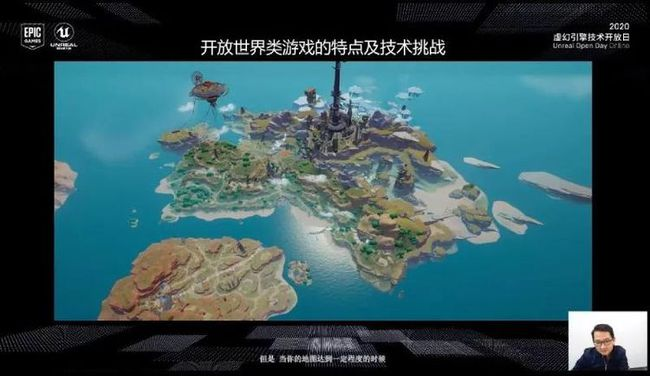 EPIC
GAMES
UNREAL
ENGINE
2020
虚幻引擎技术开放日
Unreal Open Day Online
开放世界类游戏的特点及技术挑战
但是 当你的地图达到一定程度的时候